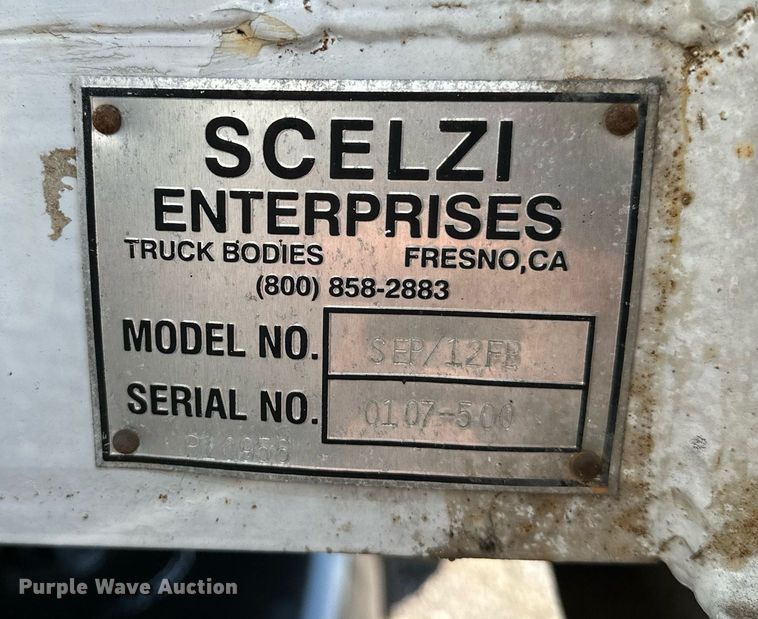 SCELZI
ENTERPRISES
TRUCK BODIES FRESNO, CA
(800) 858-2883
MODEL NO. SEP/12FB
SERIAL NO. 0107-500
Purple Wave Auction